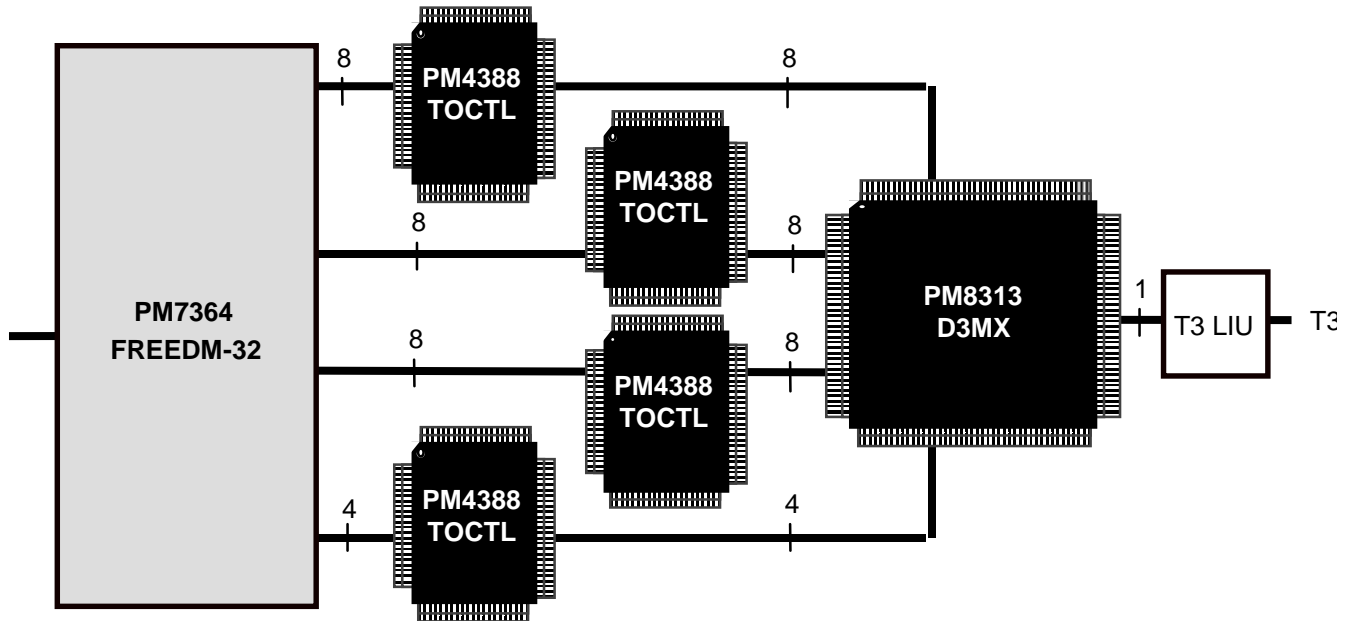 8
PM4388
TOCTL
8
PM4388
TOCTL
8
8
PM7364
FREEDM-32
PM8313
D3MX
1
T3 LIU
T3
8
8
PM4388
TOCTL
4
PM4388
TOCTL
4